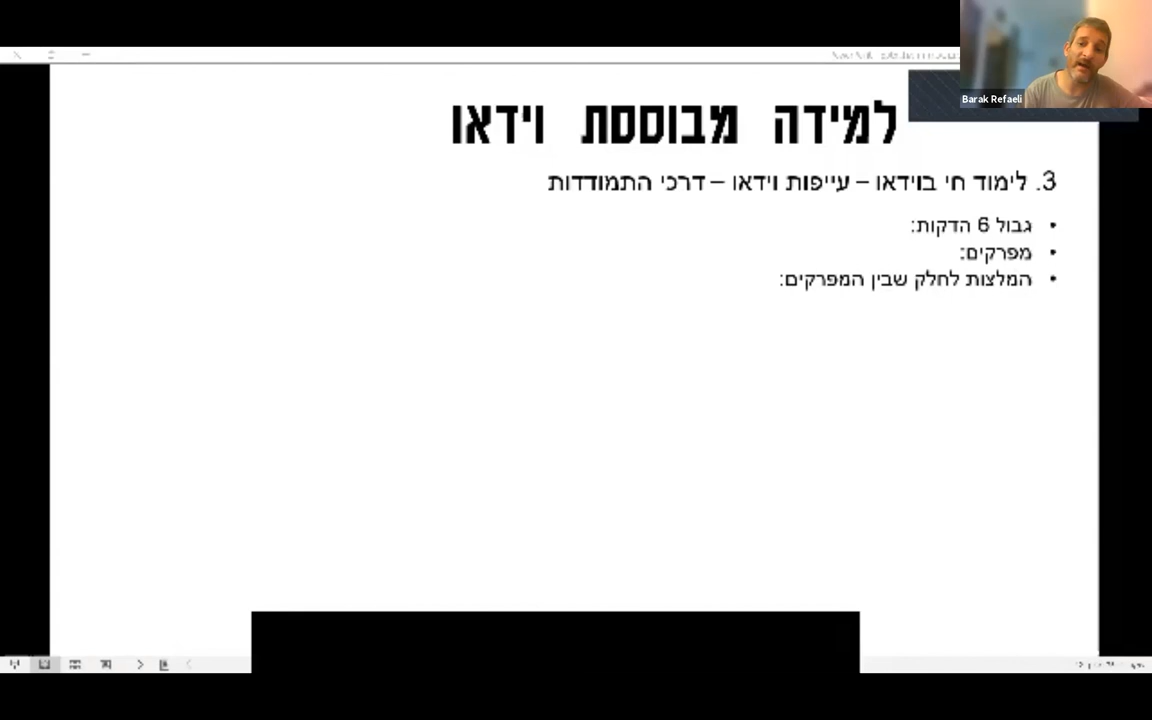 Barak Refaeli
למידה מבוססת וידאו
3. לימוד חי בוידאו – עייפות וידאו – דרכי התמודדות
• גבול 6 הדקות:
• מפרקים:
• המלצות לחלק שבין המפרקים: